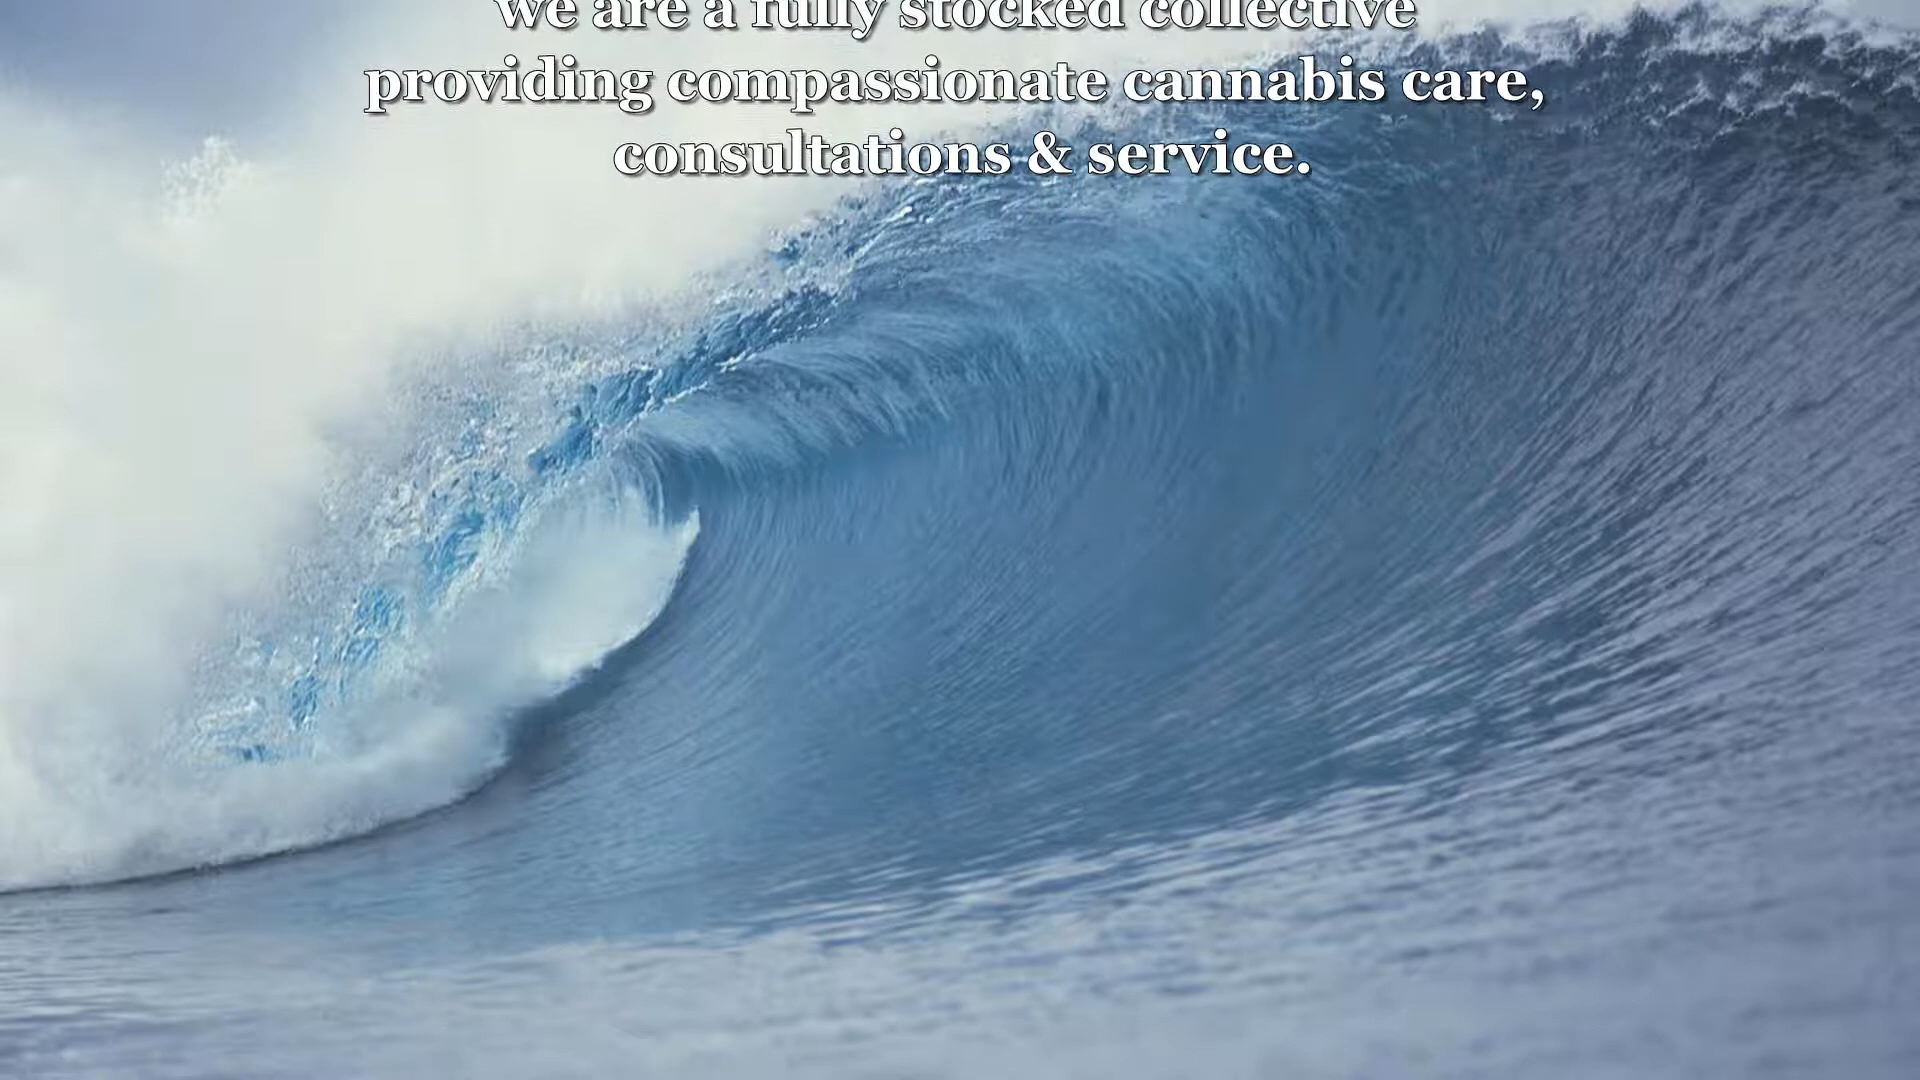 we are a fully stocked collective
providing compassionate cannabis care,
consultations & service.